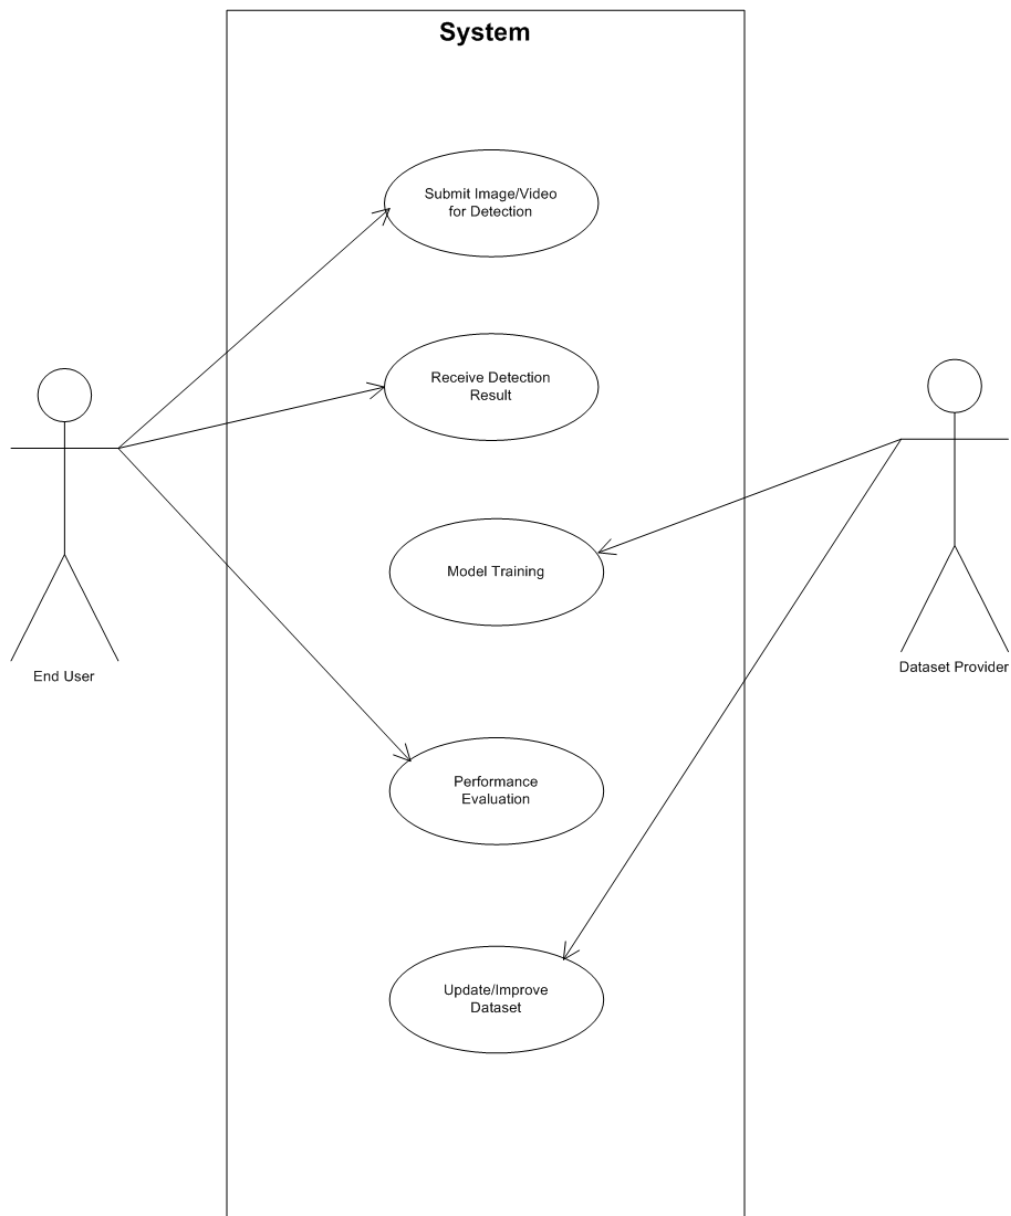 System
Submit Image/Video
for Detection
Receive Detection
Result
Model Training
End User
Dataset Provider
Performance
Evaluation
Update/Improve
Dataset